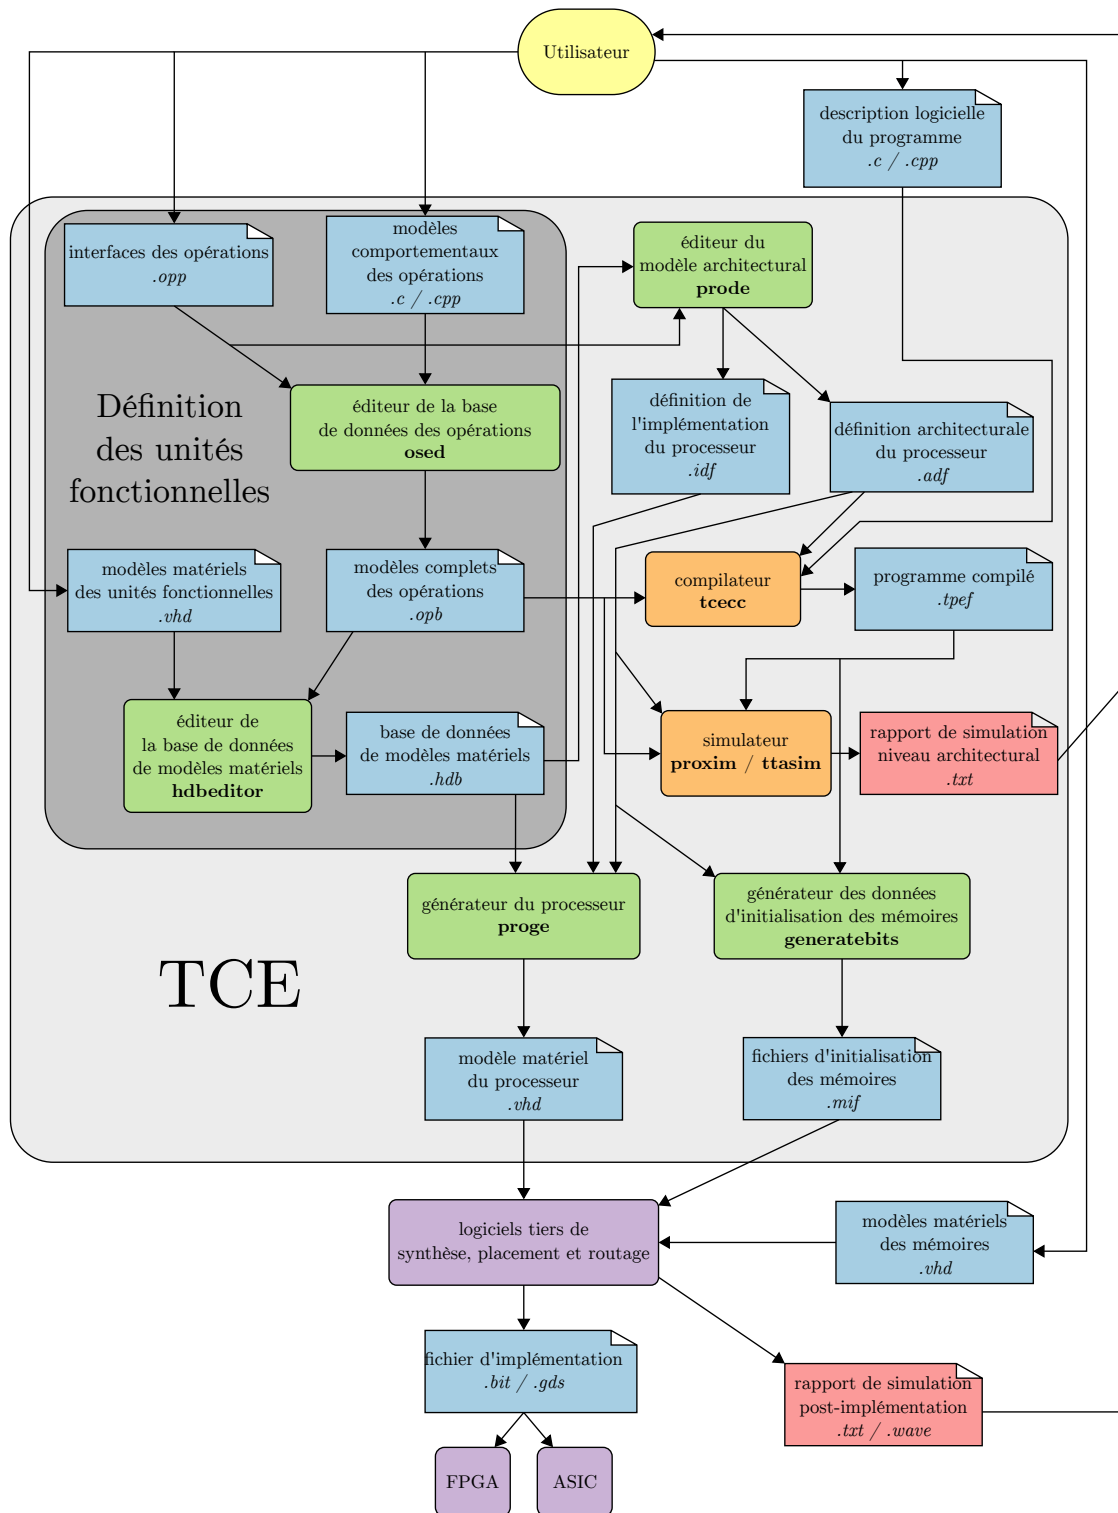 Utilisateur
description logicielle
du programme
.c / .cpp
interfaces des opérations
.opp
modèles
comportementaux
des opérations
.c / .cpp
éditeur du
modèle architectural
prode
Définition
des unités
fonctionnelles
éditeur de la base
de données des opérations
osed
définition de
l'implémentation
du processeur
.idf
définition architecturale
du processeur
.adf
modèles matériels
des unités fonctionnelles
.vhd
modèles complets
des opérations
.opb
compilateur
tcecc
programme compilé
.tpef
éditeur de
la base de données
de modèles matériels
hdbeditor
base de données
de modèles matériels
.hdb
simulateur
proxim / ttasim
rapport de simulation
niveau architectural
.txt
générateur du processeur
proge
générateur des données
d'initialisation des mémoires
generatebits
TCE
modèle matériel
du processeur
.vhd
fichiers d'initialisation
des mémoires
.mif
logiciels tiers de
synthèse, placement et routage
modèles matériels
des mémoires
.vhd
fichier d'implémentation
.bit / .gds
rapport de simulation
post-implémentation
.txt / .wave
FPGA
ASIC